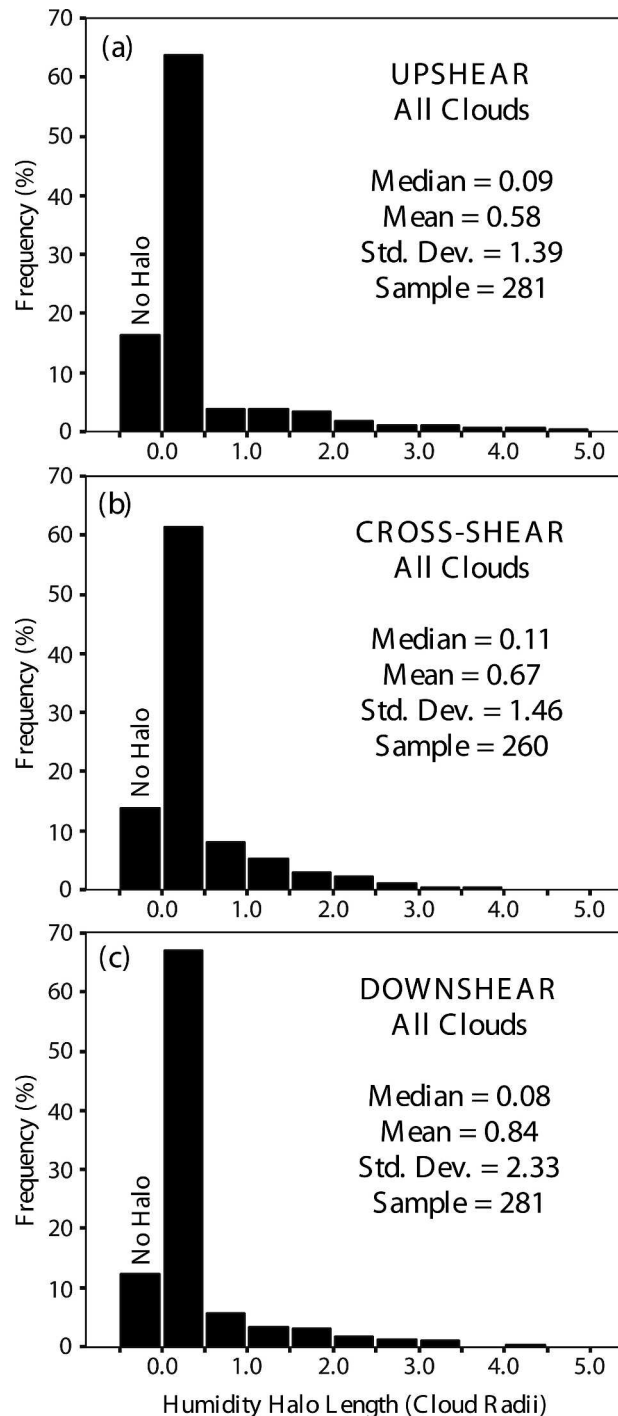 (a)
UPSHEAR
All Clouds
Median = 0.09
Mean = 0.58
Std. Dev. = 1.39
Sample = 281
No Halo
Frequency (%)
70
60
50
40
30
20
10
0
0.0 1.0 2.0 3.0 4.0 5.0
(b)
CROSS-SHEAR
All Clouds
Median = 0.11
Mean = 0.67
Std. Dev. = 1.46
Sample = 260
No Halo
Frequency (%)
70
60
50
40
30
20
10
0
0.0 1.0 2.0 3.0 4.0 5.0
(c)
DOWNSHEAR
All Clouds
Median = 0.08
Mean = 0.84
Std. Dev. = 2.33
Sample = 281
No Halo
Frequency (%)
70
60
50
40
30
20
10
0
0.0 1.0 2.0 3.0 4.0 5.0
Humidity Halo Length (Cloud Radii)